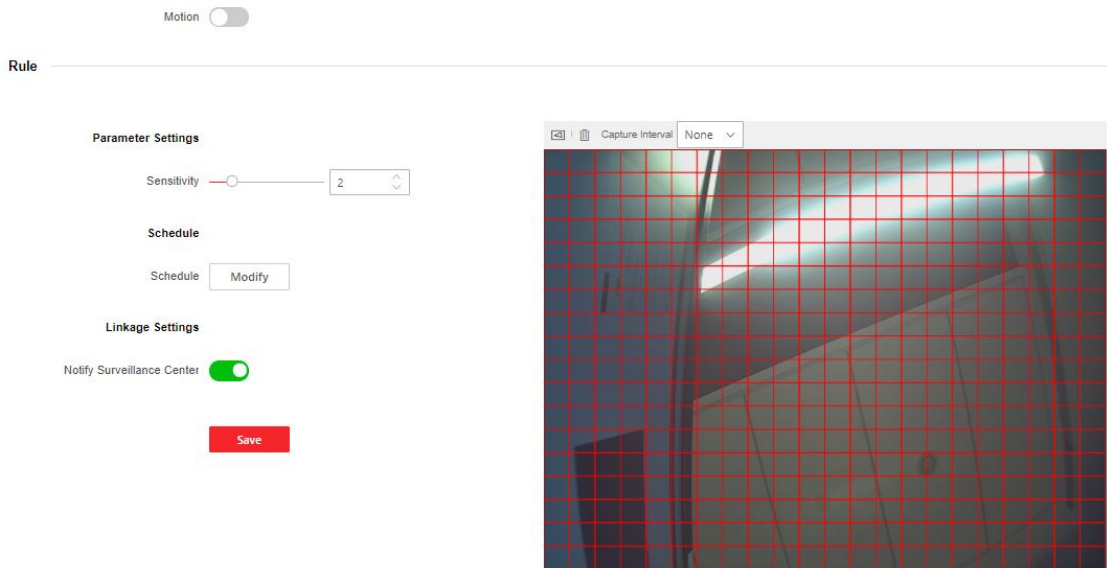 Motion
Rule
Parameter Settings
Capture Interval None
Sensitivity 2
Schedule
Schedule Modify
Linkage Settings
Notify Surveillance Center
Save